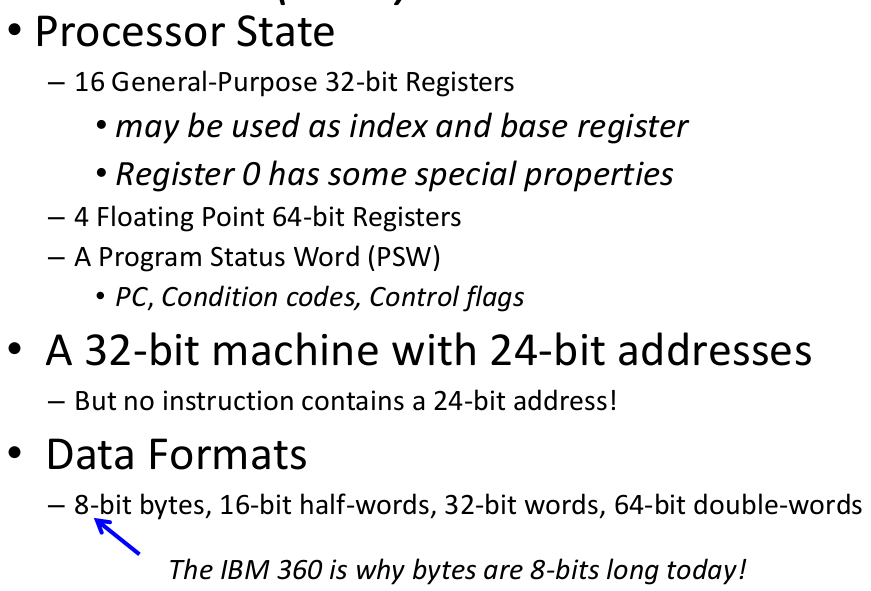 • Processor State
– 16 General-Purpose 32-bit Registers
• may be used as index and base register
• Register 0 has some special properties
– 4 Floating Point 64-bit Registers
– A Program Status Word (PSW)
• PC, Condition codes, Control flags
• A 32-bit machine with 24-bit addresses
– But no instruction contains a 24-bit address!
• Data Formats
– 8-bit bytes, 16-bit half-words, 32-bit words, 64-bit double-words
The IBM 360 is why bytes are 8-bits long today!